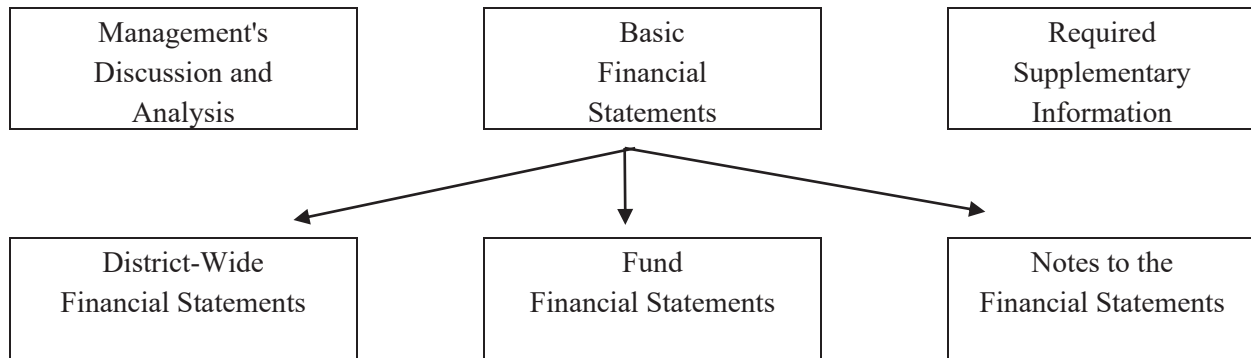 Management's
Discussion and
Analysis
Basic
Financial
Statements
Required
Supplementary
Information
District-Wide
Financial Statements
Fund
Financial Statements
Notes to the
Financial Statements